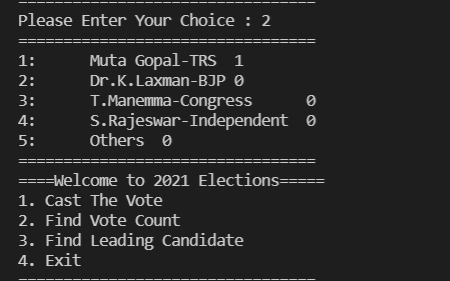 =================================
Please Enter Your Choice : 2
=================================
1:      Muta Gopal-TRS  1
2:      Dr.K.Laxman-BJP 0
3:      T.Manemma-Congress      0
4:      S.Rajeswar-Independent  0
5:      Others  0
=================================
====Welcome to 2021 Elections=====
1. Cast The Vote
2. Find Vote Count
3. Find Leading Candidate
4. Exit
=================================